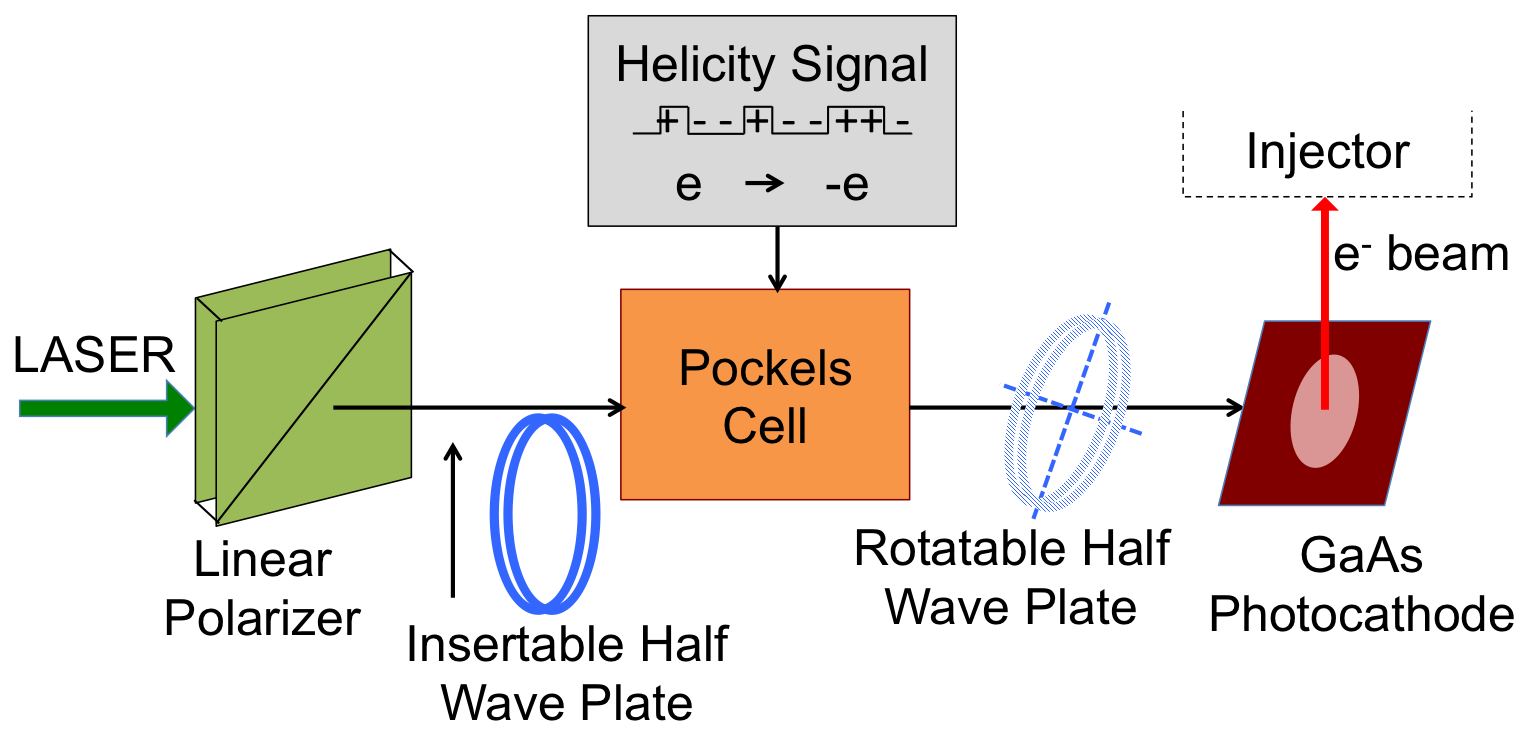 Helicity Signal
+ - - + - - + + -
e → -e
Injector
e- beam
LASER
Pockels
Cell
Linear
Polarizer
Insertable Half
Wave Plate
Rotatable Half
Wave Plate
GaAs
Photocathode